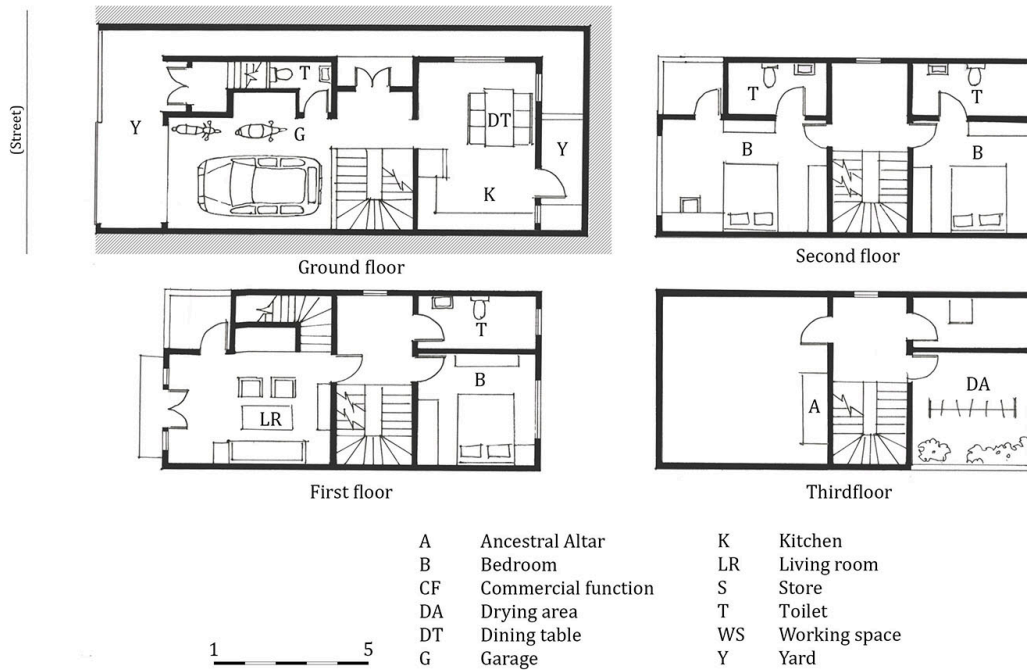 (Street)
Y
T
G
DT
Y
K
Ground floor
T
T
B
B
Second floor
T
B
LR
First floor
A
DA
Thirdfloor
A Ancestral Altar
B Bedroom
CF Commercial function
DA Drying area
DT Dining table
G Garage
K Kitchen
LR Living room
S Store
T Toilet
WS Working space
Y Yard
1 5